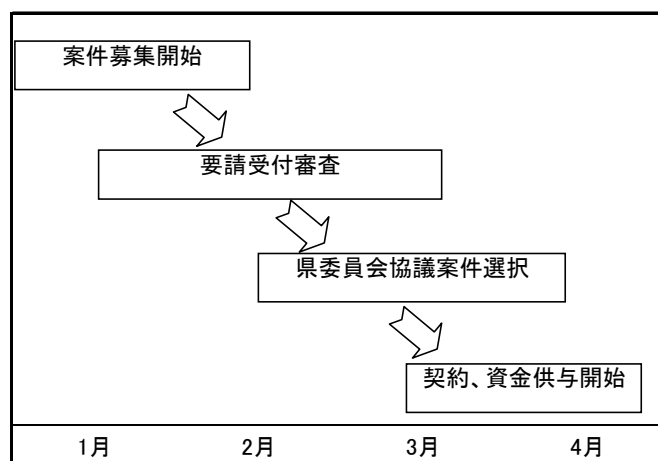 案件募集開始
要請受付審査
県委員会協議案件選択
契約、資金供与開始
1月 2月 3月 4月